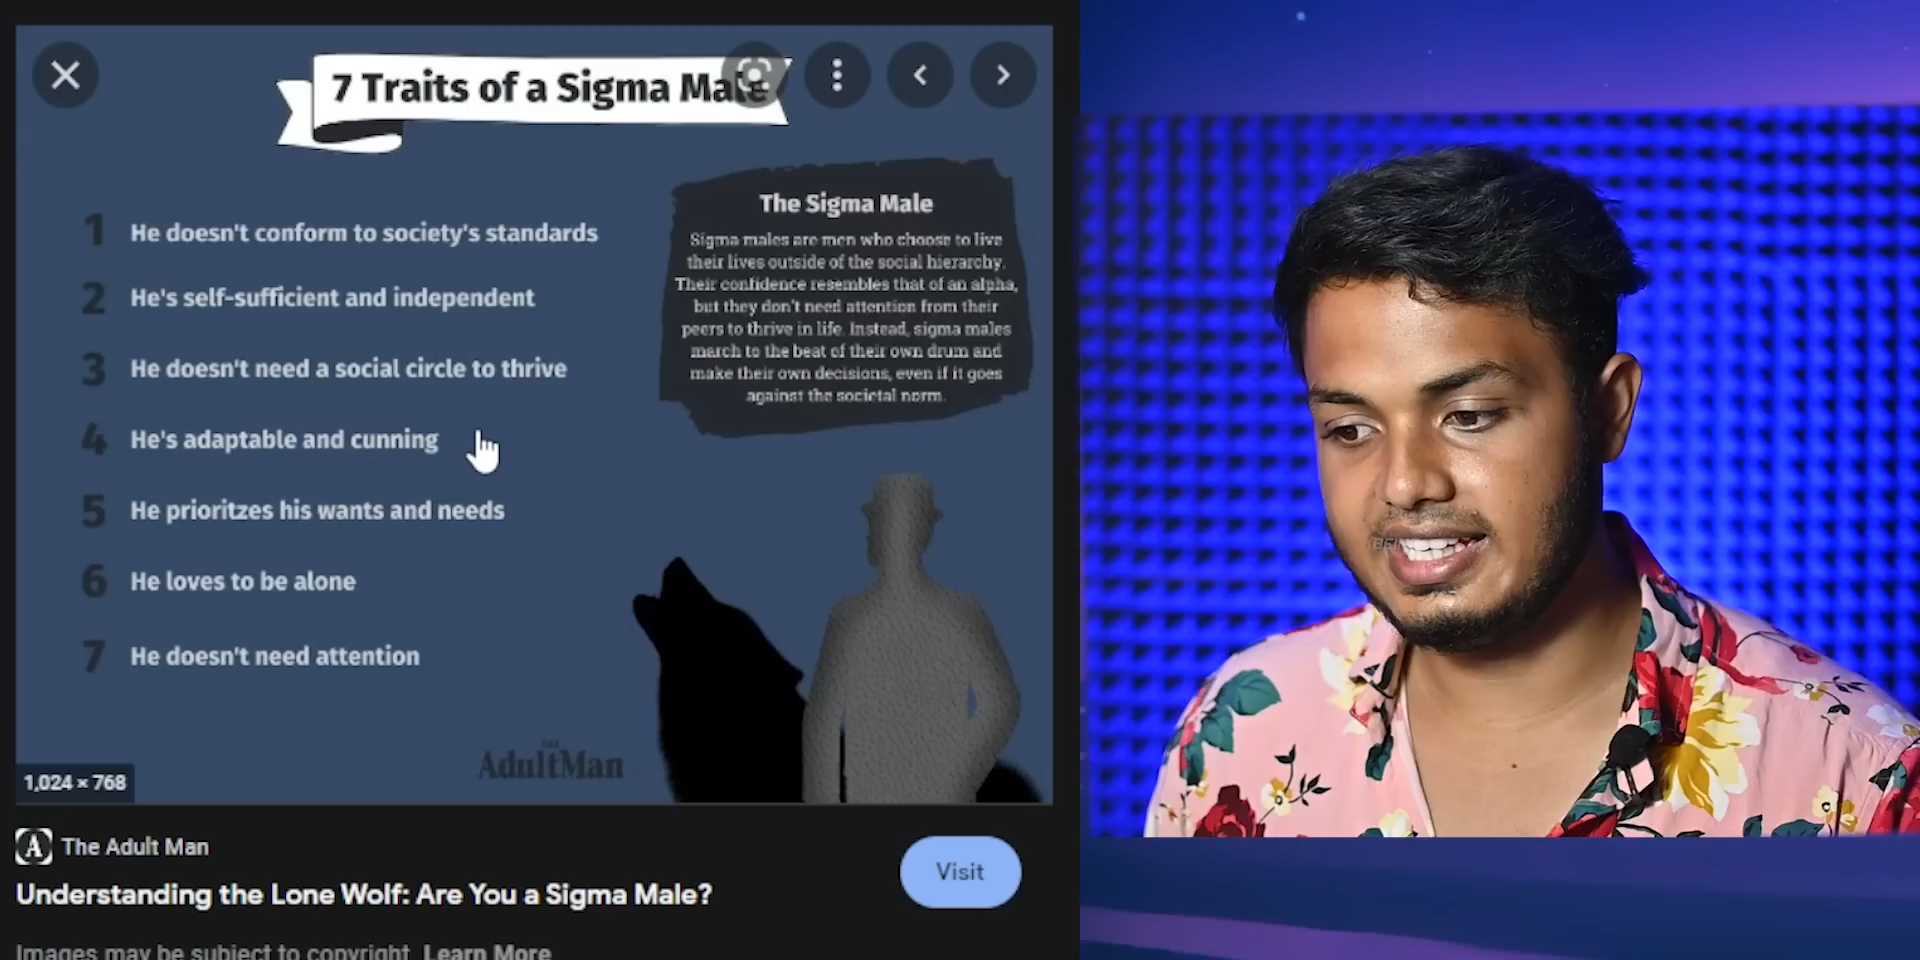 7 Traits of a Sigma Male
1 He doesn't conform to society's standards
2 He's self-sufficient and independent
3 He doesn't need a social circle to thrive
4 He's adaptable and cunning
5 He prioritzes his wants and needs
6 He loves to be alone
7 He doesn't need attention
The Sigma Male
Sigma males are men who choose to live
their lives outside of the social hierarchy.
Their confidence resembles that of an alpha,
but they don't need attention from their
peers to thrive in life. Instead, sigma males
march to the beat of their own drum and
make their own decisions, even if it goes
against the societal norm.
THE
AdultMan
1,024 × 768
A The Adult Man
Visit
Understanding the Lone Wolf: Are You a Sigma Male?
Images may be subject to copyright. Learn More